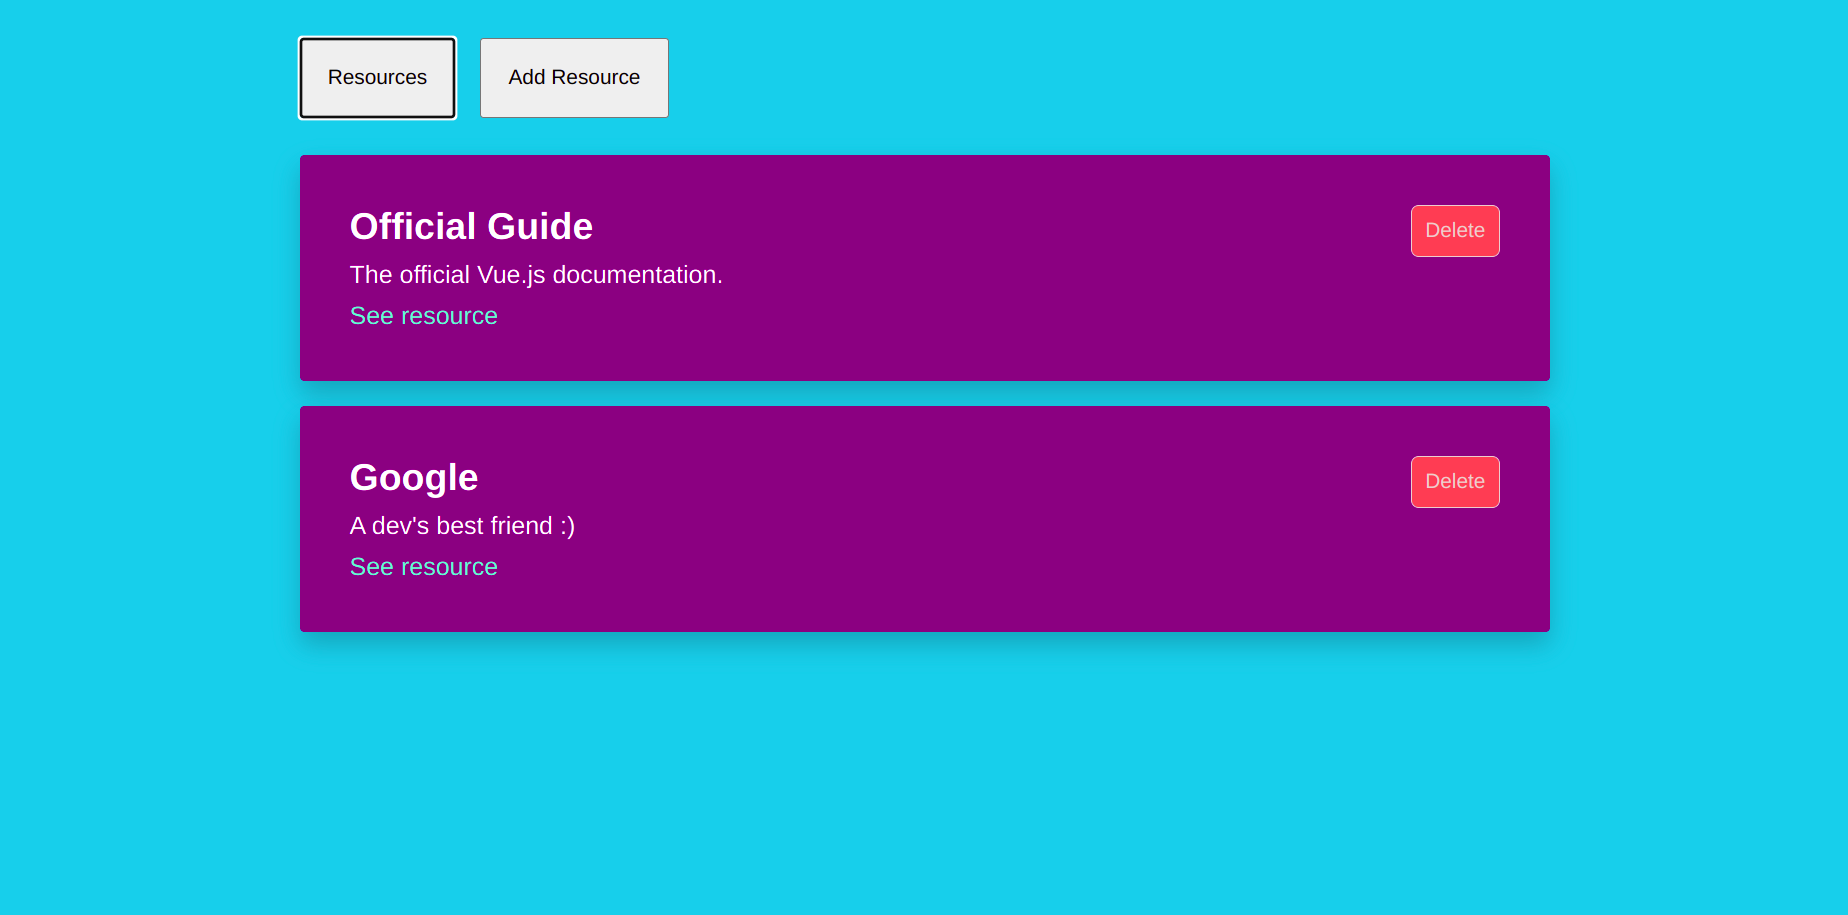 Resources
Add Resource
Official Guide
Delete
The official Vue.js documentation.
See resource
Google
Delete
A dev's best friend :)
See resource